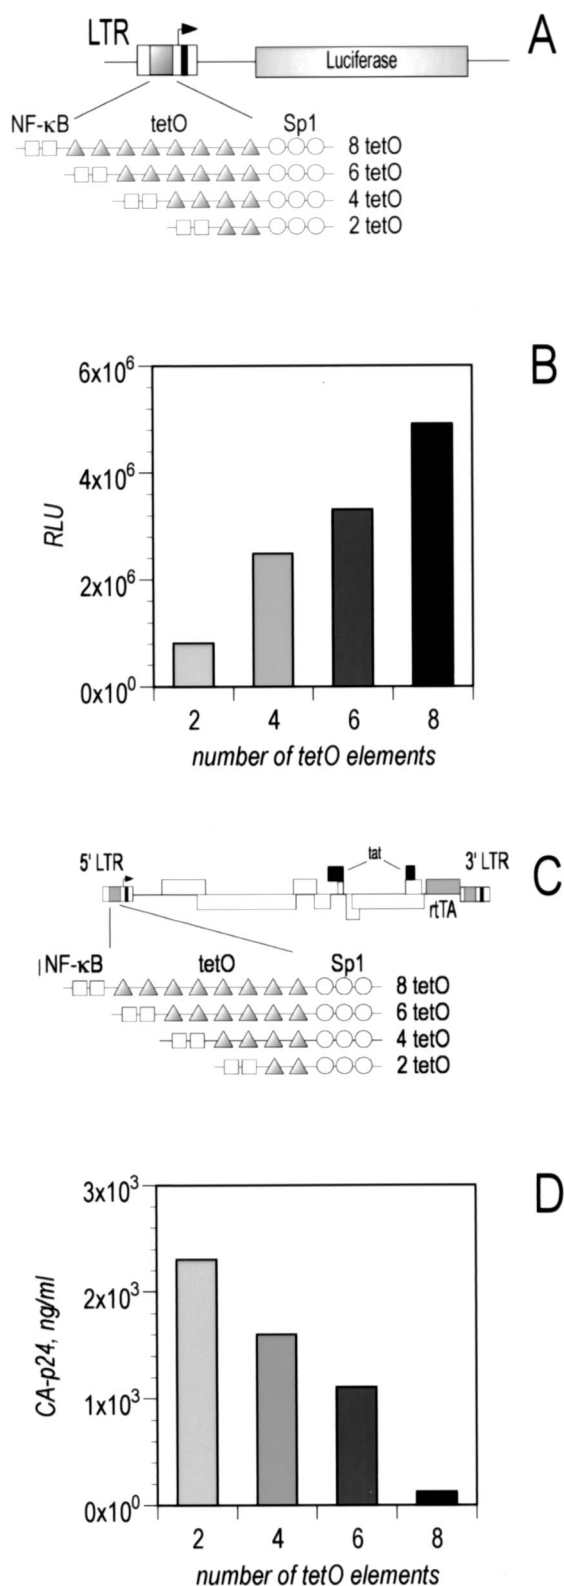 A
LTR
Luciferase
NF-κB tetO Sp1
8 tetO
6 tetO
4 tetO
2 tetO
B
6x10⁶
4x10⁶
2x10⁶
0x10⁰
RLU
2 4 6 8
number of tetO elements
C
5' LTR tat 3' LTR
rtTA
NF-κB tetO Sp1
8 tetO
6 tetO
4 tetO
2 tetO
D
3x10³
2x10³
1x10³
0x10⁰
CA-p24, ng/ml
2 4 6 8
number of tetO elements